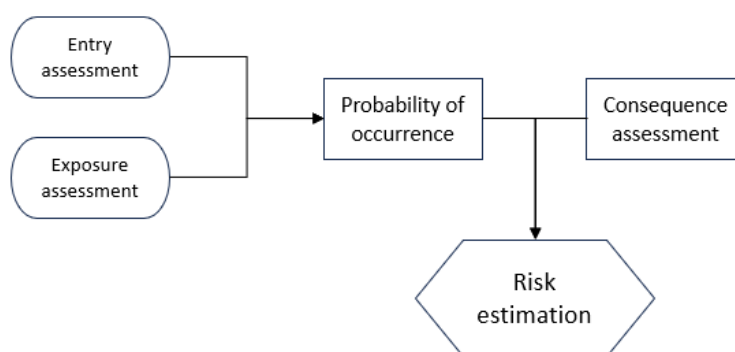 Entry
assessment
Exposure
assessment
Probability of
occurrence
Consequence
assessment
Risk
estimation